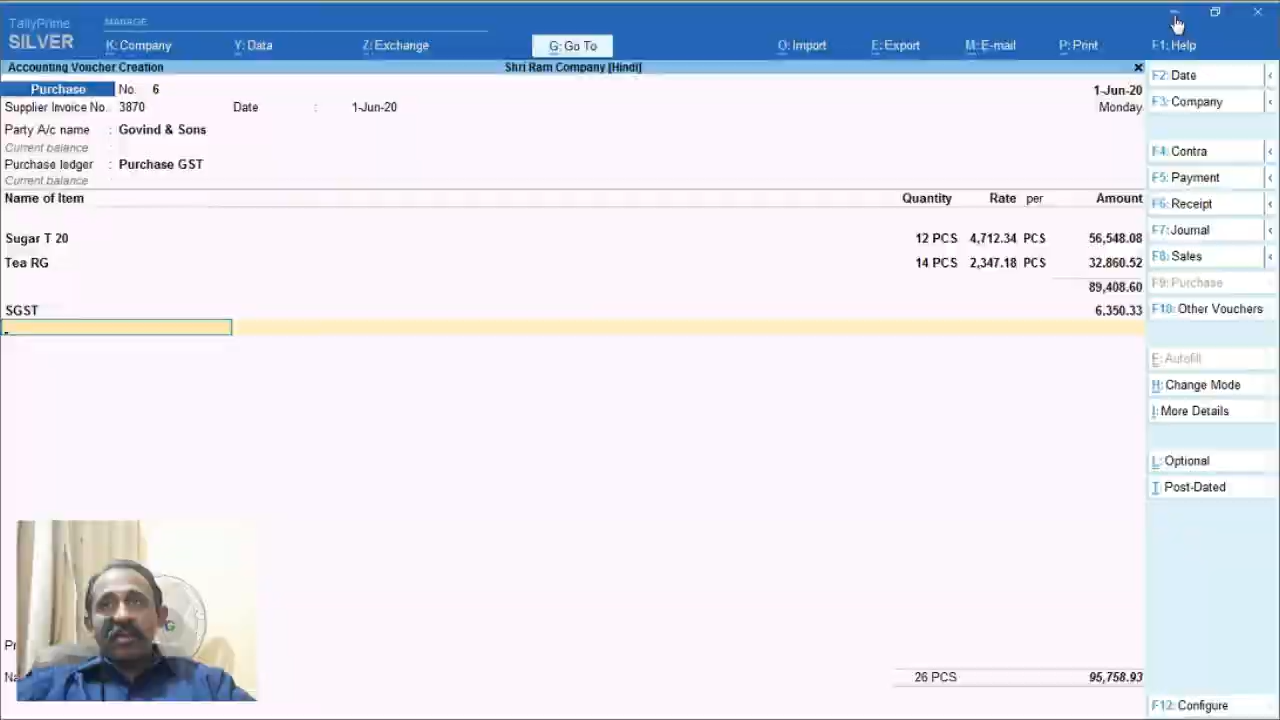 TallyPrime
SILVER
MANAGE
K: Company
Y: Data
Z: Exchange
G: Go To
O: Import
E: Export
M: E-mail
P: Print
F1: Help
Accounting Voucher Creation
Shri Ram Company [Hindi]
Purchase No. 6
1-Jun-20
Supplier Invoice No. 3870 Date : 1-Jun-20
Monday
Party A/c name : Govind & Sons
Current balance :
Purchase ledger : Purchase GST
Current balance :
Name of Item Quantity Rate per Amount
Sugar T 20 12 PCS 4,712.34 PCS 56,548.08
Tea RG 14 PCS 2,347.18 PCS 32,860.52
89,408.60
SGST 6,350.33
26 PCS 95,758.93
F2: Date
F3: Company
F4: Contra
F5: Payment
F6: Receipt
F7: Journal
F8: Sales
F9: Purchase
F10: Other Vouchers
E: Autofill
H: Change Mode
I: More Details
L: Optional
T: Post-Dated
F12: Configure